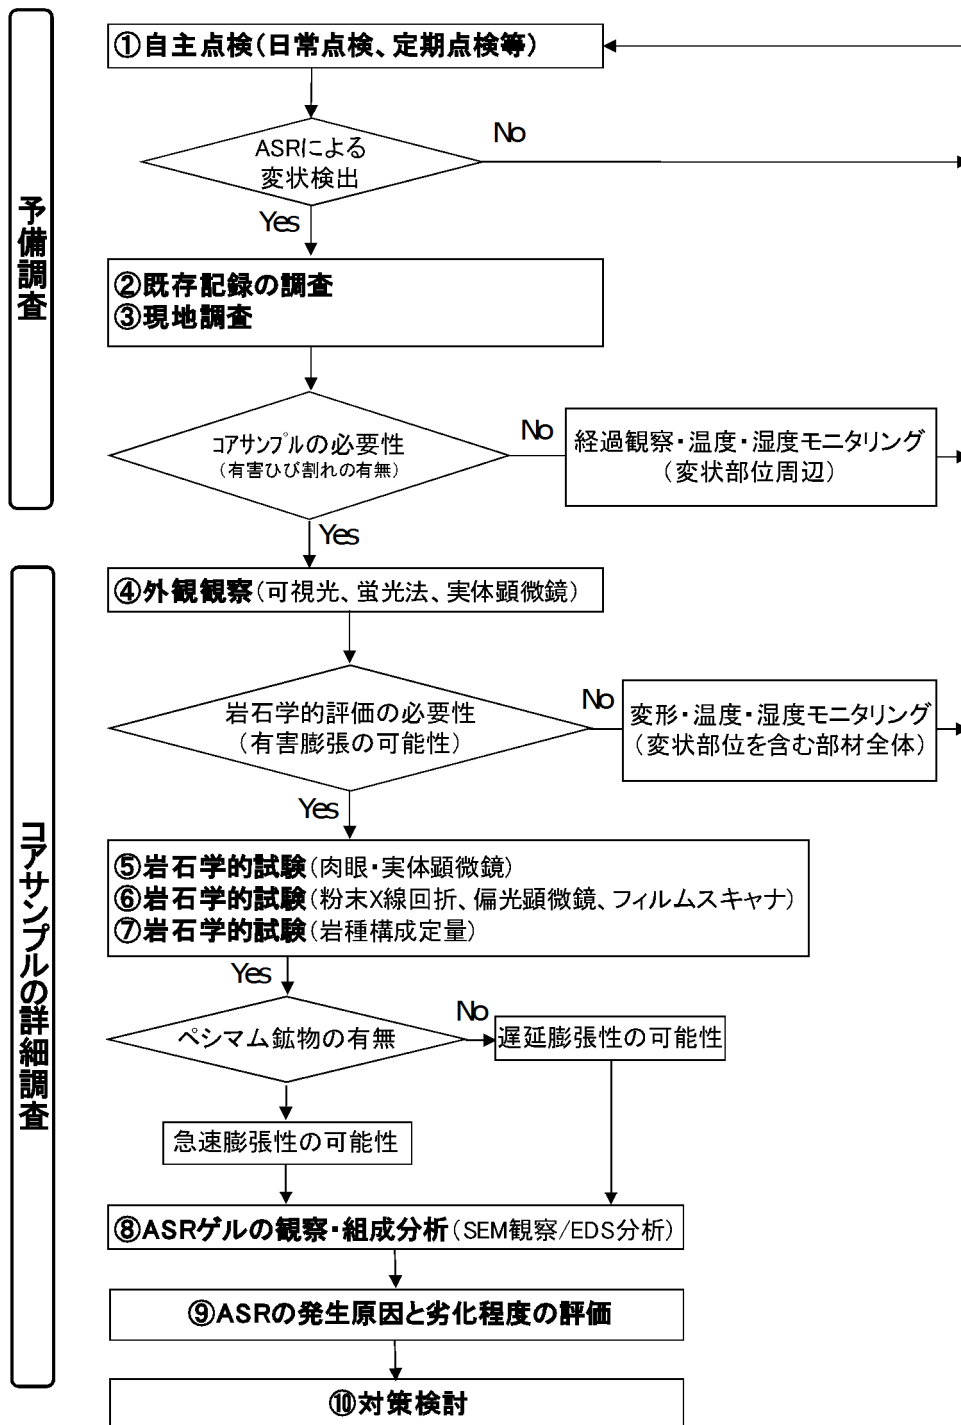 予備調査
①自主点検(日常点検、定期点検等)
No
ASRによる
変状検出
Yes
②既存記録の調査
③現地調査
コアサンプルの必要性
(有害ひび割れの有無)
No
経過観察・温度・湿度モニタリング
(変状部位周辺)
Yes
コアサンプルの詳細調査
④外観観察(可視光、蛍光法、実体顕微鏡)
岩石学的評価の必要性
(有害膨張の可能性)
No
変形・温度・湿度モニタリング
(変状部位を含む部材全体)
Yes
⑤岩石学的試験(肉眼・実体顕微鏡)
⑥岩石学的試験(粉末X線回折、偏光顕微鏡、フィルムスキャナ)
⑦岩石学的試験(岩種構成定量)
Yes
ペシマム鉱物の有無
No
遅延膨張性の可能性
急速膨張性の可能性
⑧ASRゲルの観察・組成分析(SEM観察/EDS分析)
⑨ASRの発生原因と劣化程度の評価
⑩対策検討